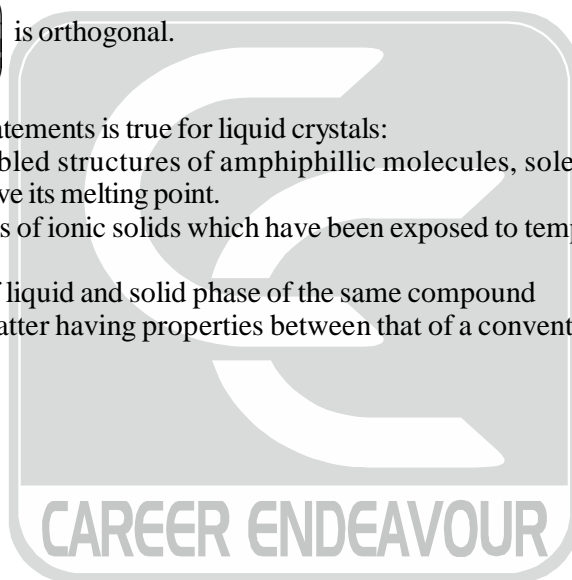 is orthogonal.
tements is true for liquid crystals:
bled structures of amphiphillic molecules, sole
ve its melting point.
s of ionic solids which have been exposed to temp
f liquid and solid phase of the same compound
atter having properties between that of a convent
CAREER ENDEAVOUR